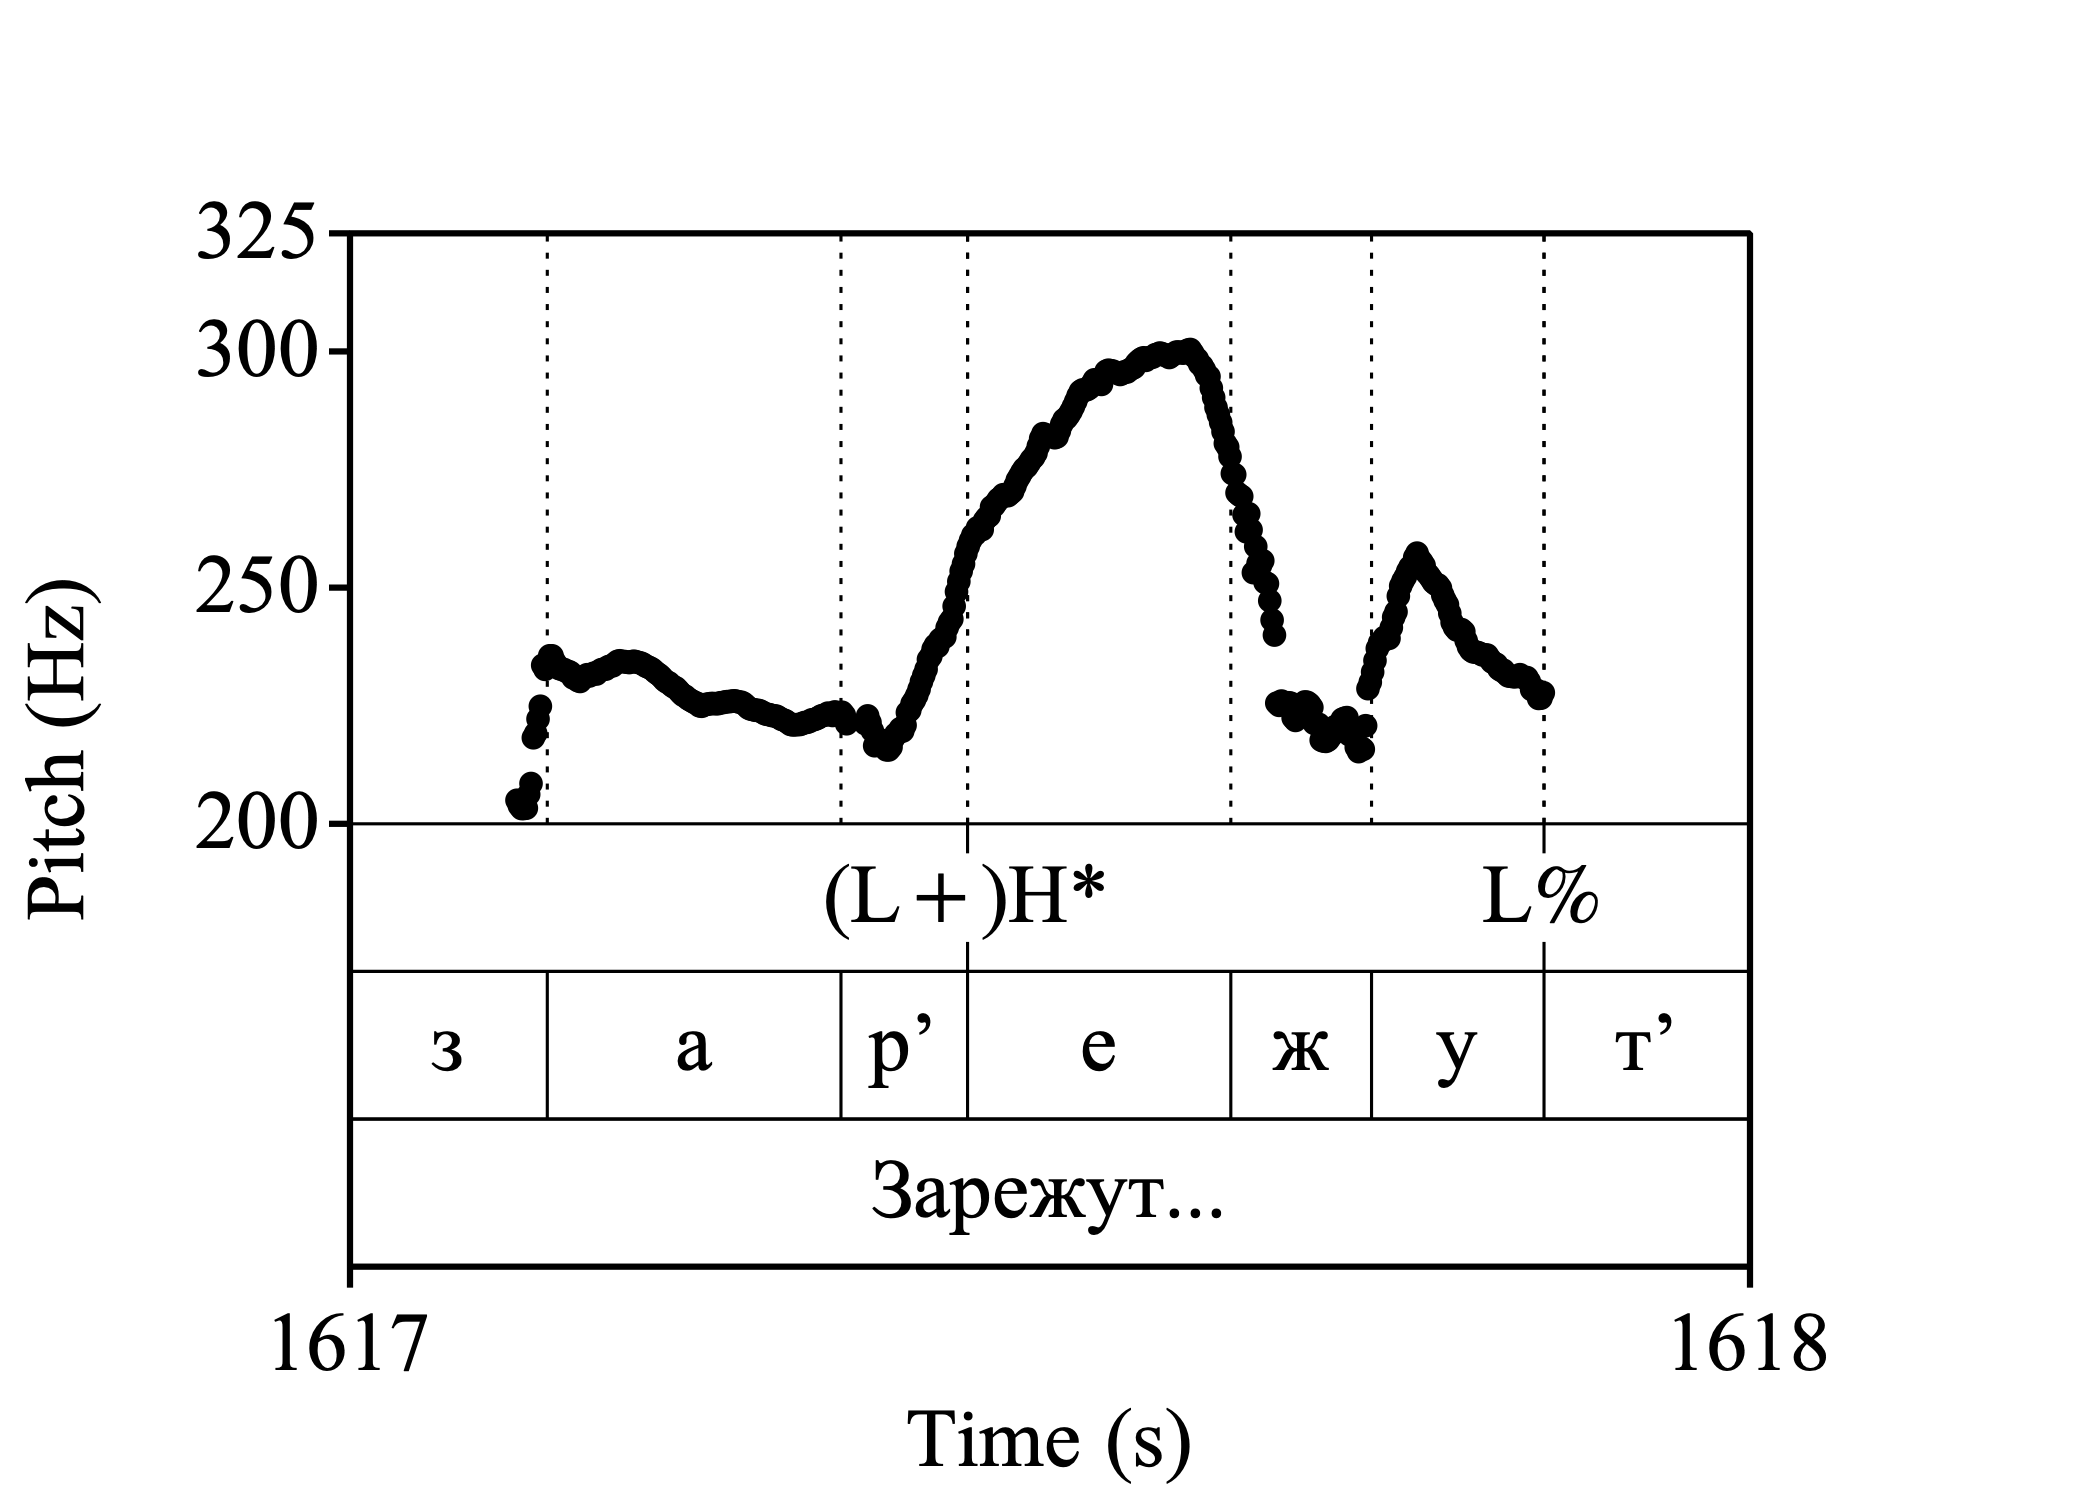 325
300
250
200
Pitch (Hz)
(L+)H* L%
з а р’ е ж у т’
Зарежут...
1617 1618
Time (s)